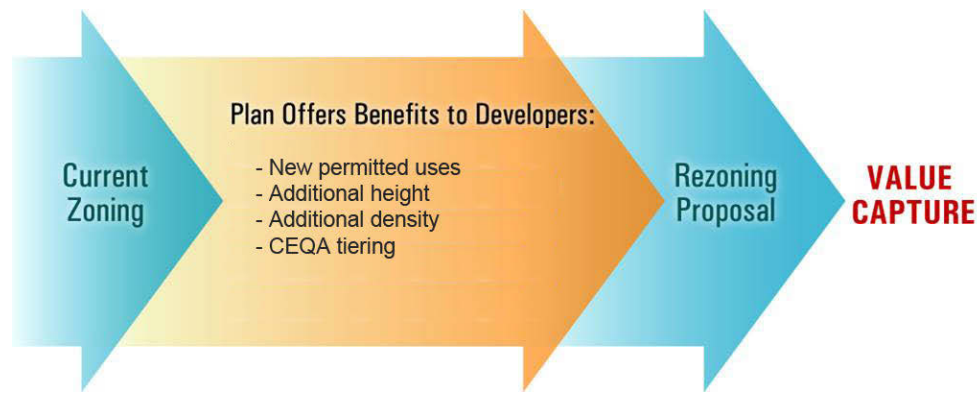 Current
Zoning
Plan Offers Benefits to Developers:
- New permitted uses
- Additional height
- Additional density
- CEQA tiering
Rezoning
Proposal
VALUE
CAPTURE